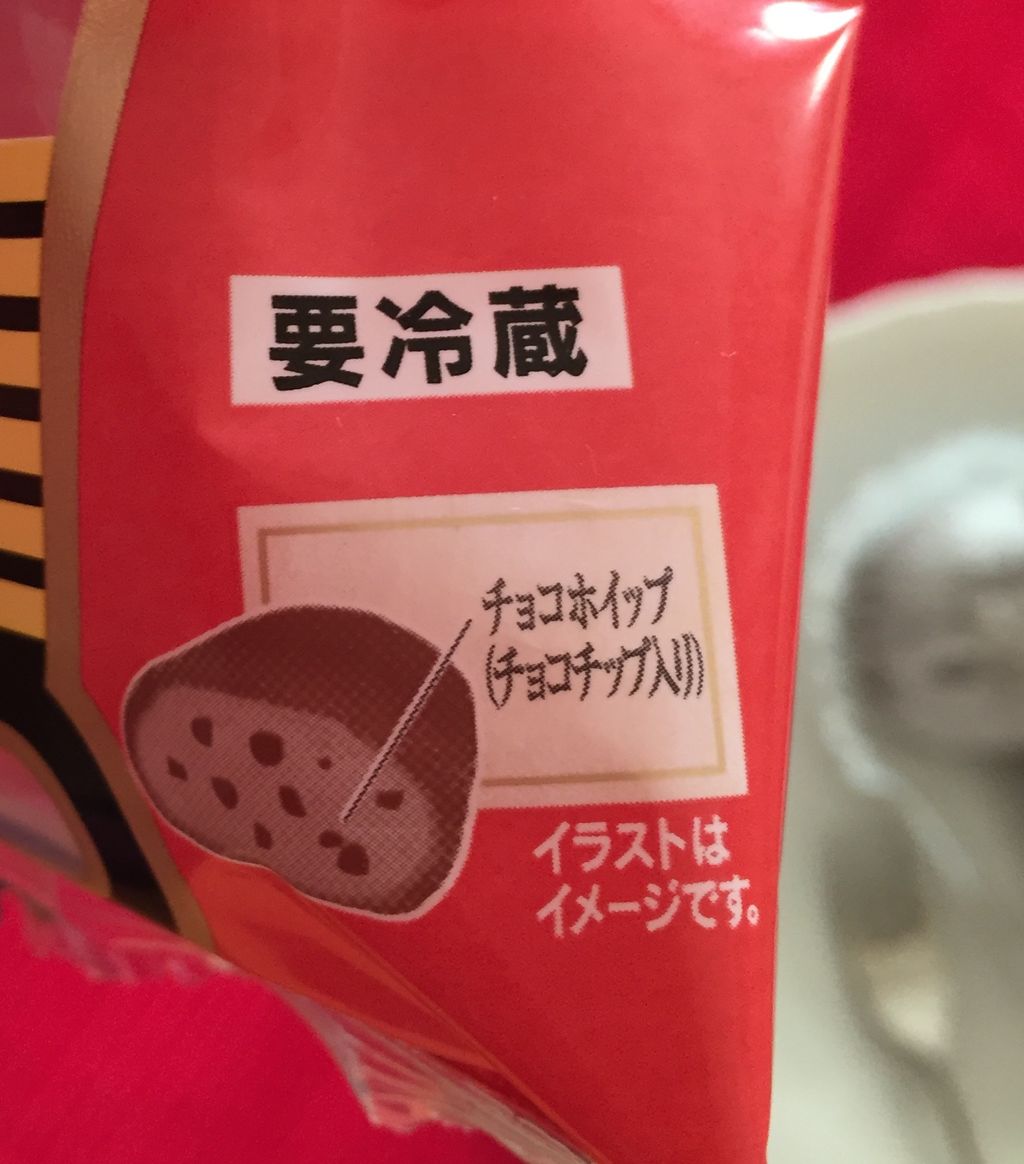 要冷蔵
チョコホイップ
(チョコチップ入り)
イラストは
イメージです。